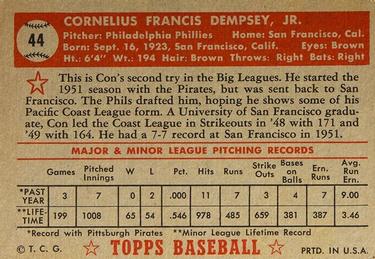 44
CORNELIUS FRANCIS DEMPSEY, JR.
Pitcher: Philadelphia Phillies Home: San Francisco, Cal.
Born: Sept. 16, 1923, San Francisco, Calif. Eyes: Brown
Ht.: 6'4" Wt.: 194 Hair: Brown Throws: Right Bats: Right
This is Con's second try in the Big Leagues. He started the
1951 season with the Pirates, but was sent back to San
Francisco. The Phils drafted him, hoping he shows some of his
Pacific Coast League form. A University of San Francisco gradu-
ate, Con led the Coast League in Strikeouts in '48 with 171 and
'49 with 164. He had a 7-7 record at San Francisco in 1951.
MAJOR & MINOR LEAGUE PITCHING RECORDS
Games Pitched Innings W L Pct. Hits Runs Strike Outs Bases on Balls Ern. Runs Avg. Ern. Run
*PAST YEAR 3 7 0 2 .000 11 11 3 4 7 9.00
**LIFE-TIME 199 1008 65 54 .546 978 485 659 381 387 3.46
*Record with Pittsburgh Pirates **Minor League Lifetime Record
© T. C. G. TOPPS BASEBALL PRTD. IN U.S.A.